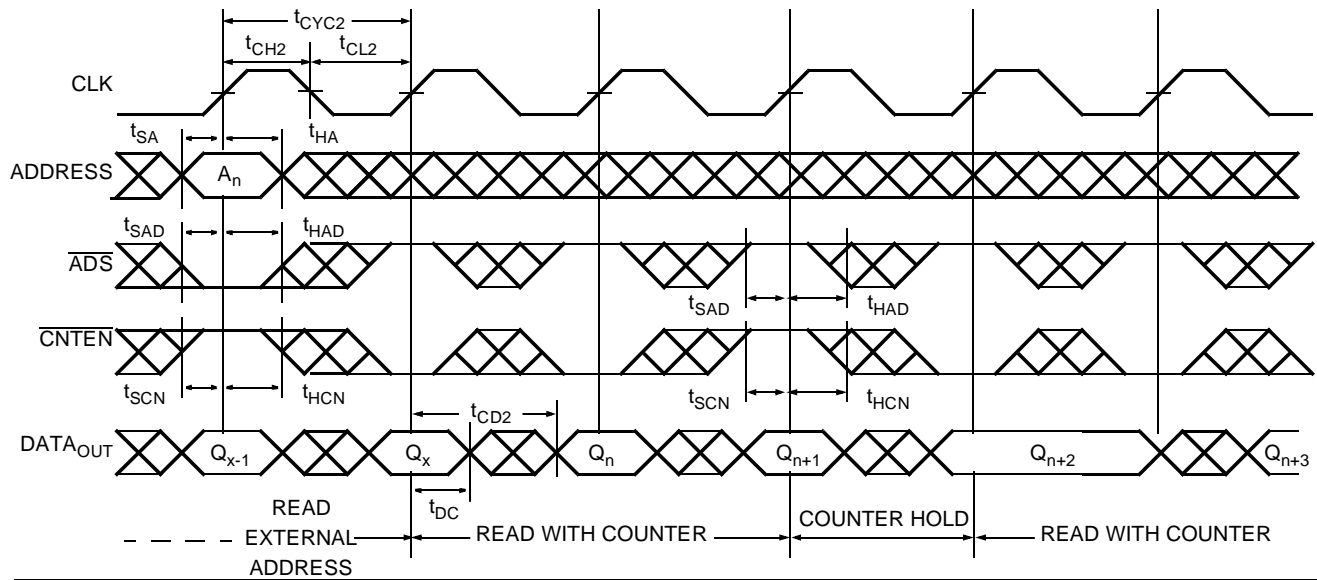 tCYC2
tCH2 tCL2
CLK
tSA tHA
ADDRESS An
tSAD tHAD
ADS
tSAD tHAD
CNTEN
tSCN tHCN tSCN tHCN
tCD2
DATAOUT Qx-1 Qx Qn Qn+1 Qn+2 Qn+3
tDC
READ EXTERNAL ADDRESS
READ WITH COUNTER
COUNTER HOLD
READ WITH COUNTER